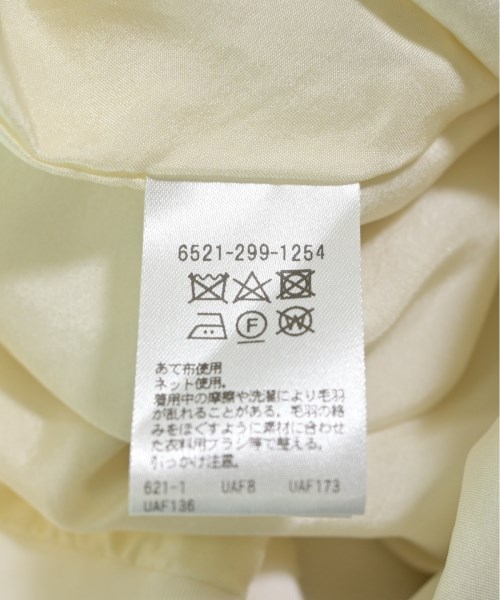 6521-299-1254
F
W
あて布使用
ネット使用。
着用中の摩擦や洗濯により毛羽
が乱れることがある。毛羽の絡
みをほぐすように素材に合わせ
た衣料用ブラシ等で整える。
引っかけ注意。
621-1 UAF8 UAF173
UAF136